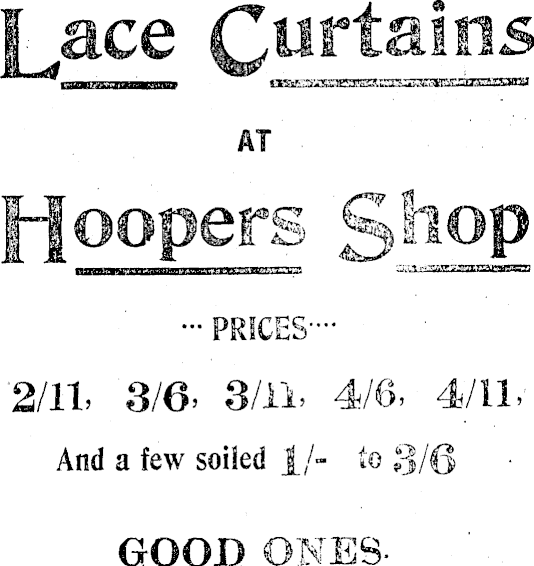 Lace Curtains
AT
Hoopers Shop
... PRICES....
2/11, 3/6, 3/11, 4/6, 4/11,
And a few soiled 1/- to 3/6
GOOD ONES.